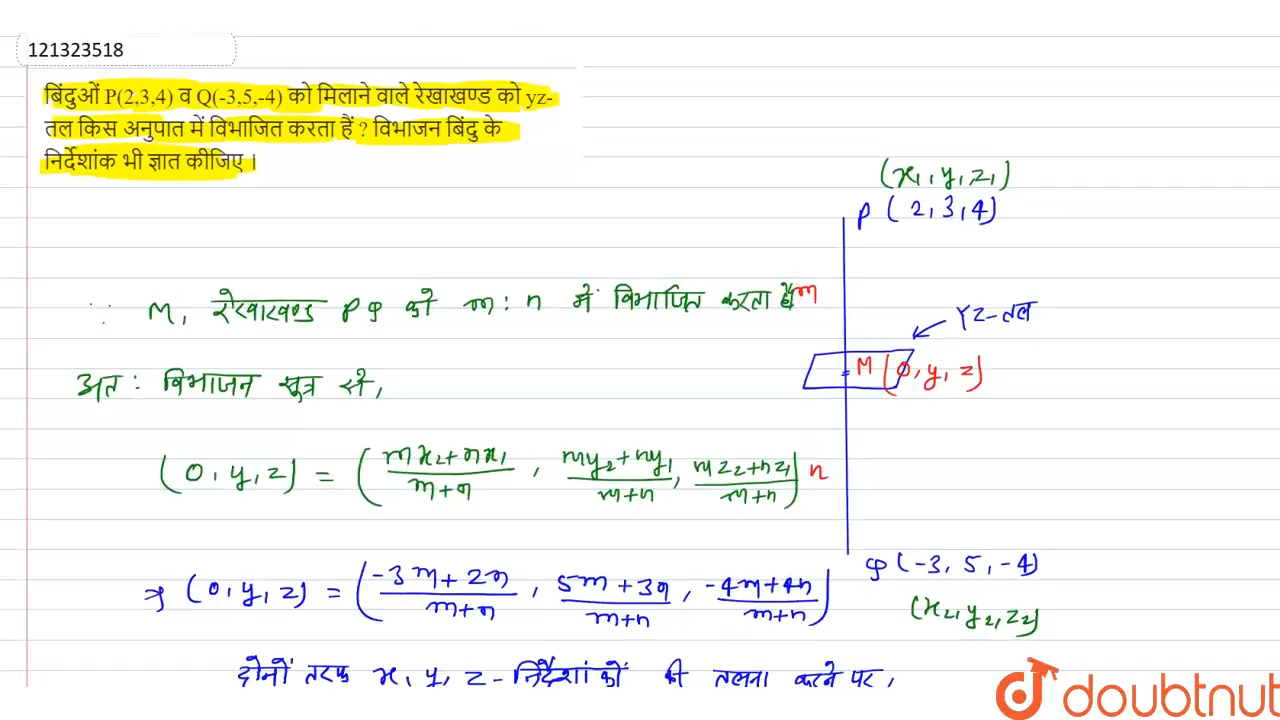 121323518
बिंदुओं P(2,3,4) व Q(-3,5,-4) को मिलाने वाले रेखाखण्ड को yz-
तल किस अनुपात में विभाजित करता हैं ? विभाजन बिंदु के
निर्देशांक भी ज्ञात कीजिए ।
(x₁, y₁, z₁)
P (2, 3, 4)
∵ M, रेखाखण्ड PQ को m : n में विभाजित करता है
m
YZ-तल
M (0, y, z)
अत: विभाजन सूत्र से,
(0, y, z) = ( (mx₂+nx₁)/(m+n) , (my₂+ny₁)/(m+n) , (mz₂+nz₁)/(m+n) )
n
Q (-3, 5, -4)
(x₂, y₂, z₂)
⇒ (0, y, z) = ( (-3m+2n)/(m+n) , (5m+3n)/(m+n) , (-4m+4n)/(m+n) )
दोनों तरफ x, y, z-निर्देशांकों की तुलना करने पर,
doubtnut